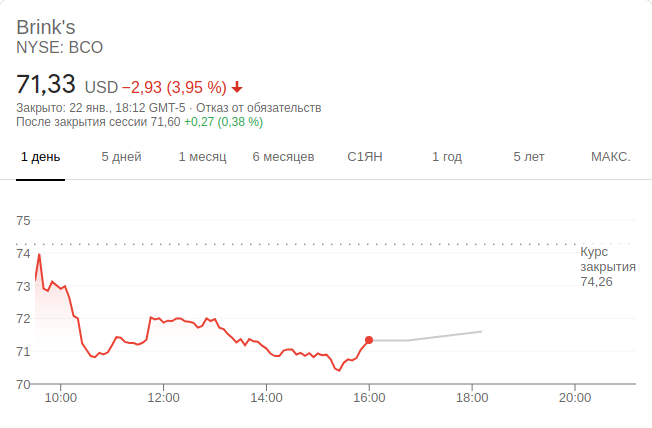 Brink's
NYSE: BCO
71,33 USD −2,93 (3,95 %)
Закрыто: 22 янв., 18:12 GMT-5 · Отказ от обязательств
После закрытия сессии 71,60 +0,27 (0,38 %)
1 день 5 дней 1 месяц 6 месяцев С1ЯН 1 год 5 лет МАКС.
75
74
Курс
закрытия
74,26
73
72
71
70
10:00 12:00 14:00 16:00 18:00 20:00